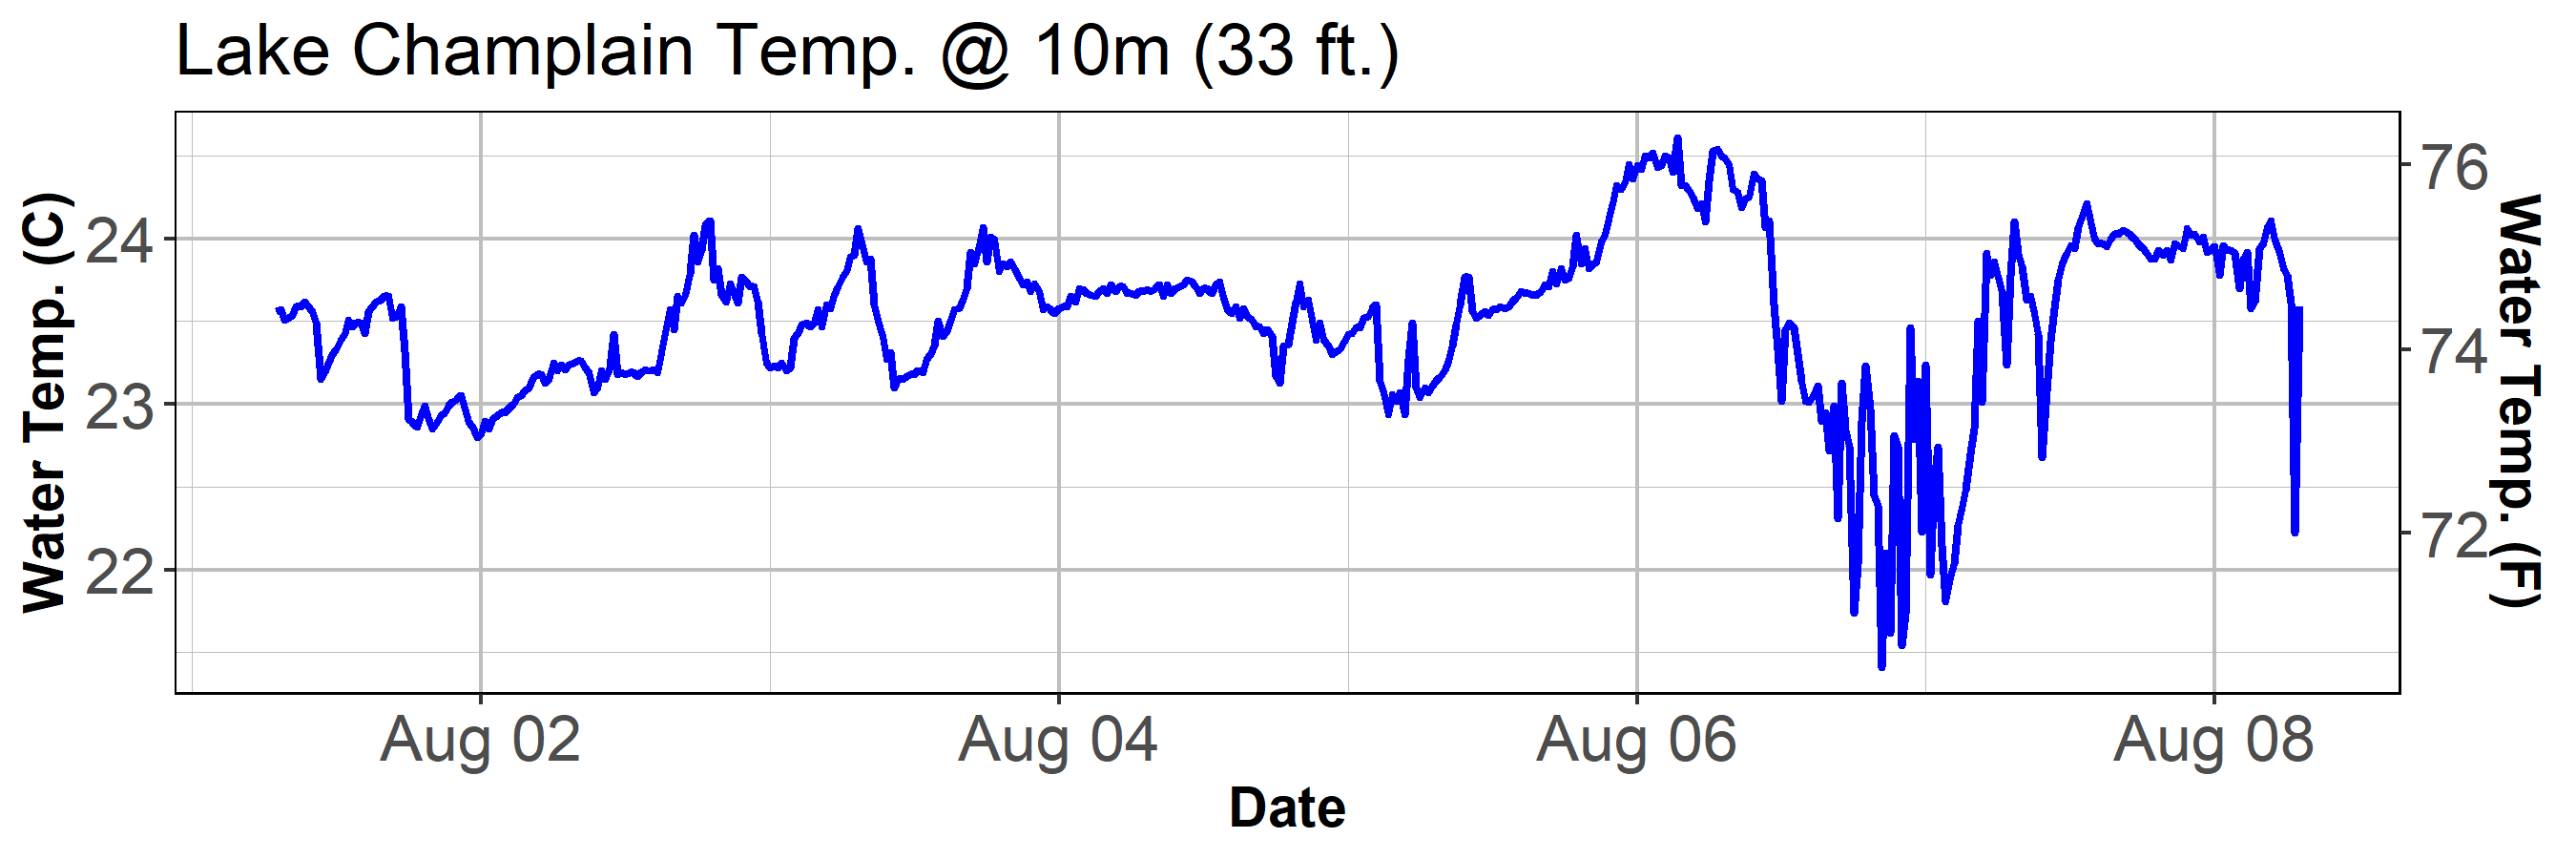 Lake Champlain Temp. @ 10m (33 ft.)
Water Temp. (C)
24
23
22
76
74
72
Water Temp. (F)
Aug 02
Aug 04
Aug 06
Aug 08
Date